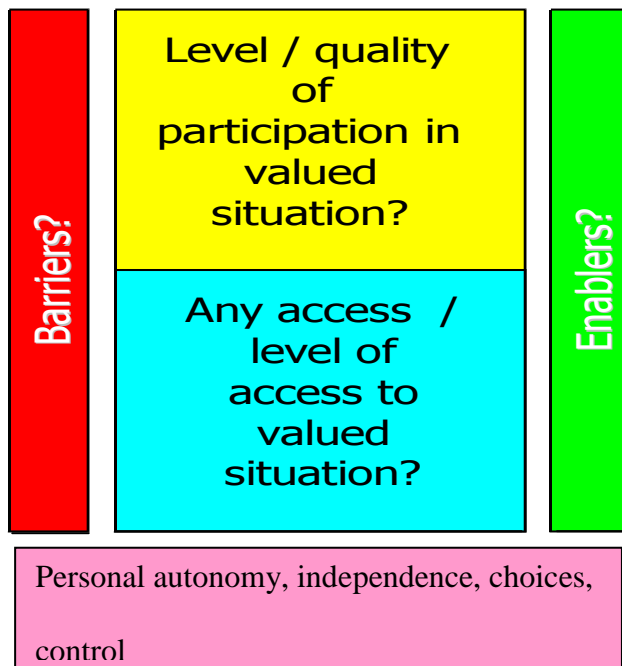 Level / quality
of
participation in
valued
situation?
Barriers?
Enablers?
Any access /
level of
access to
valued
situation?
Personal autonomy, independence, choices,
control